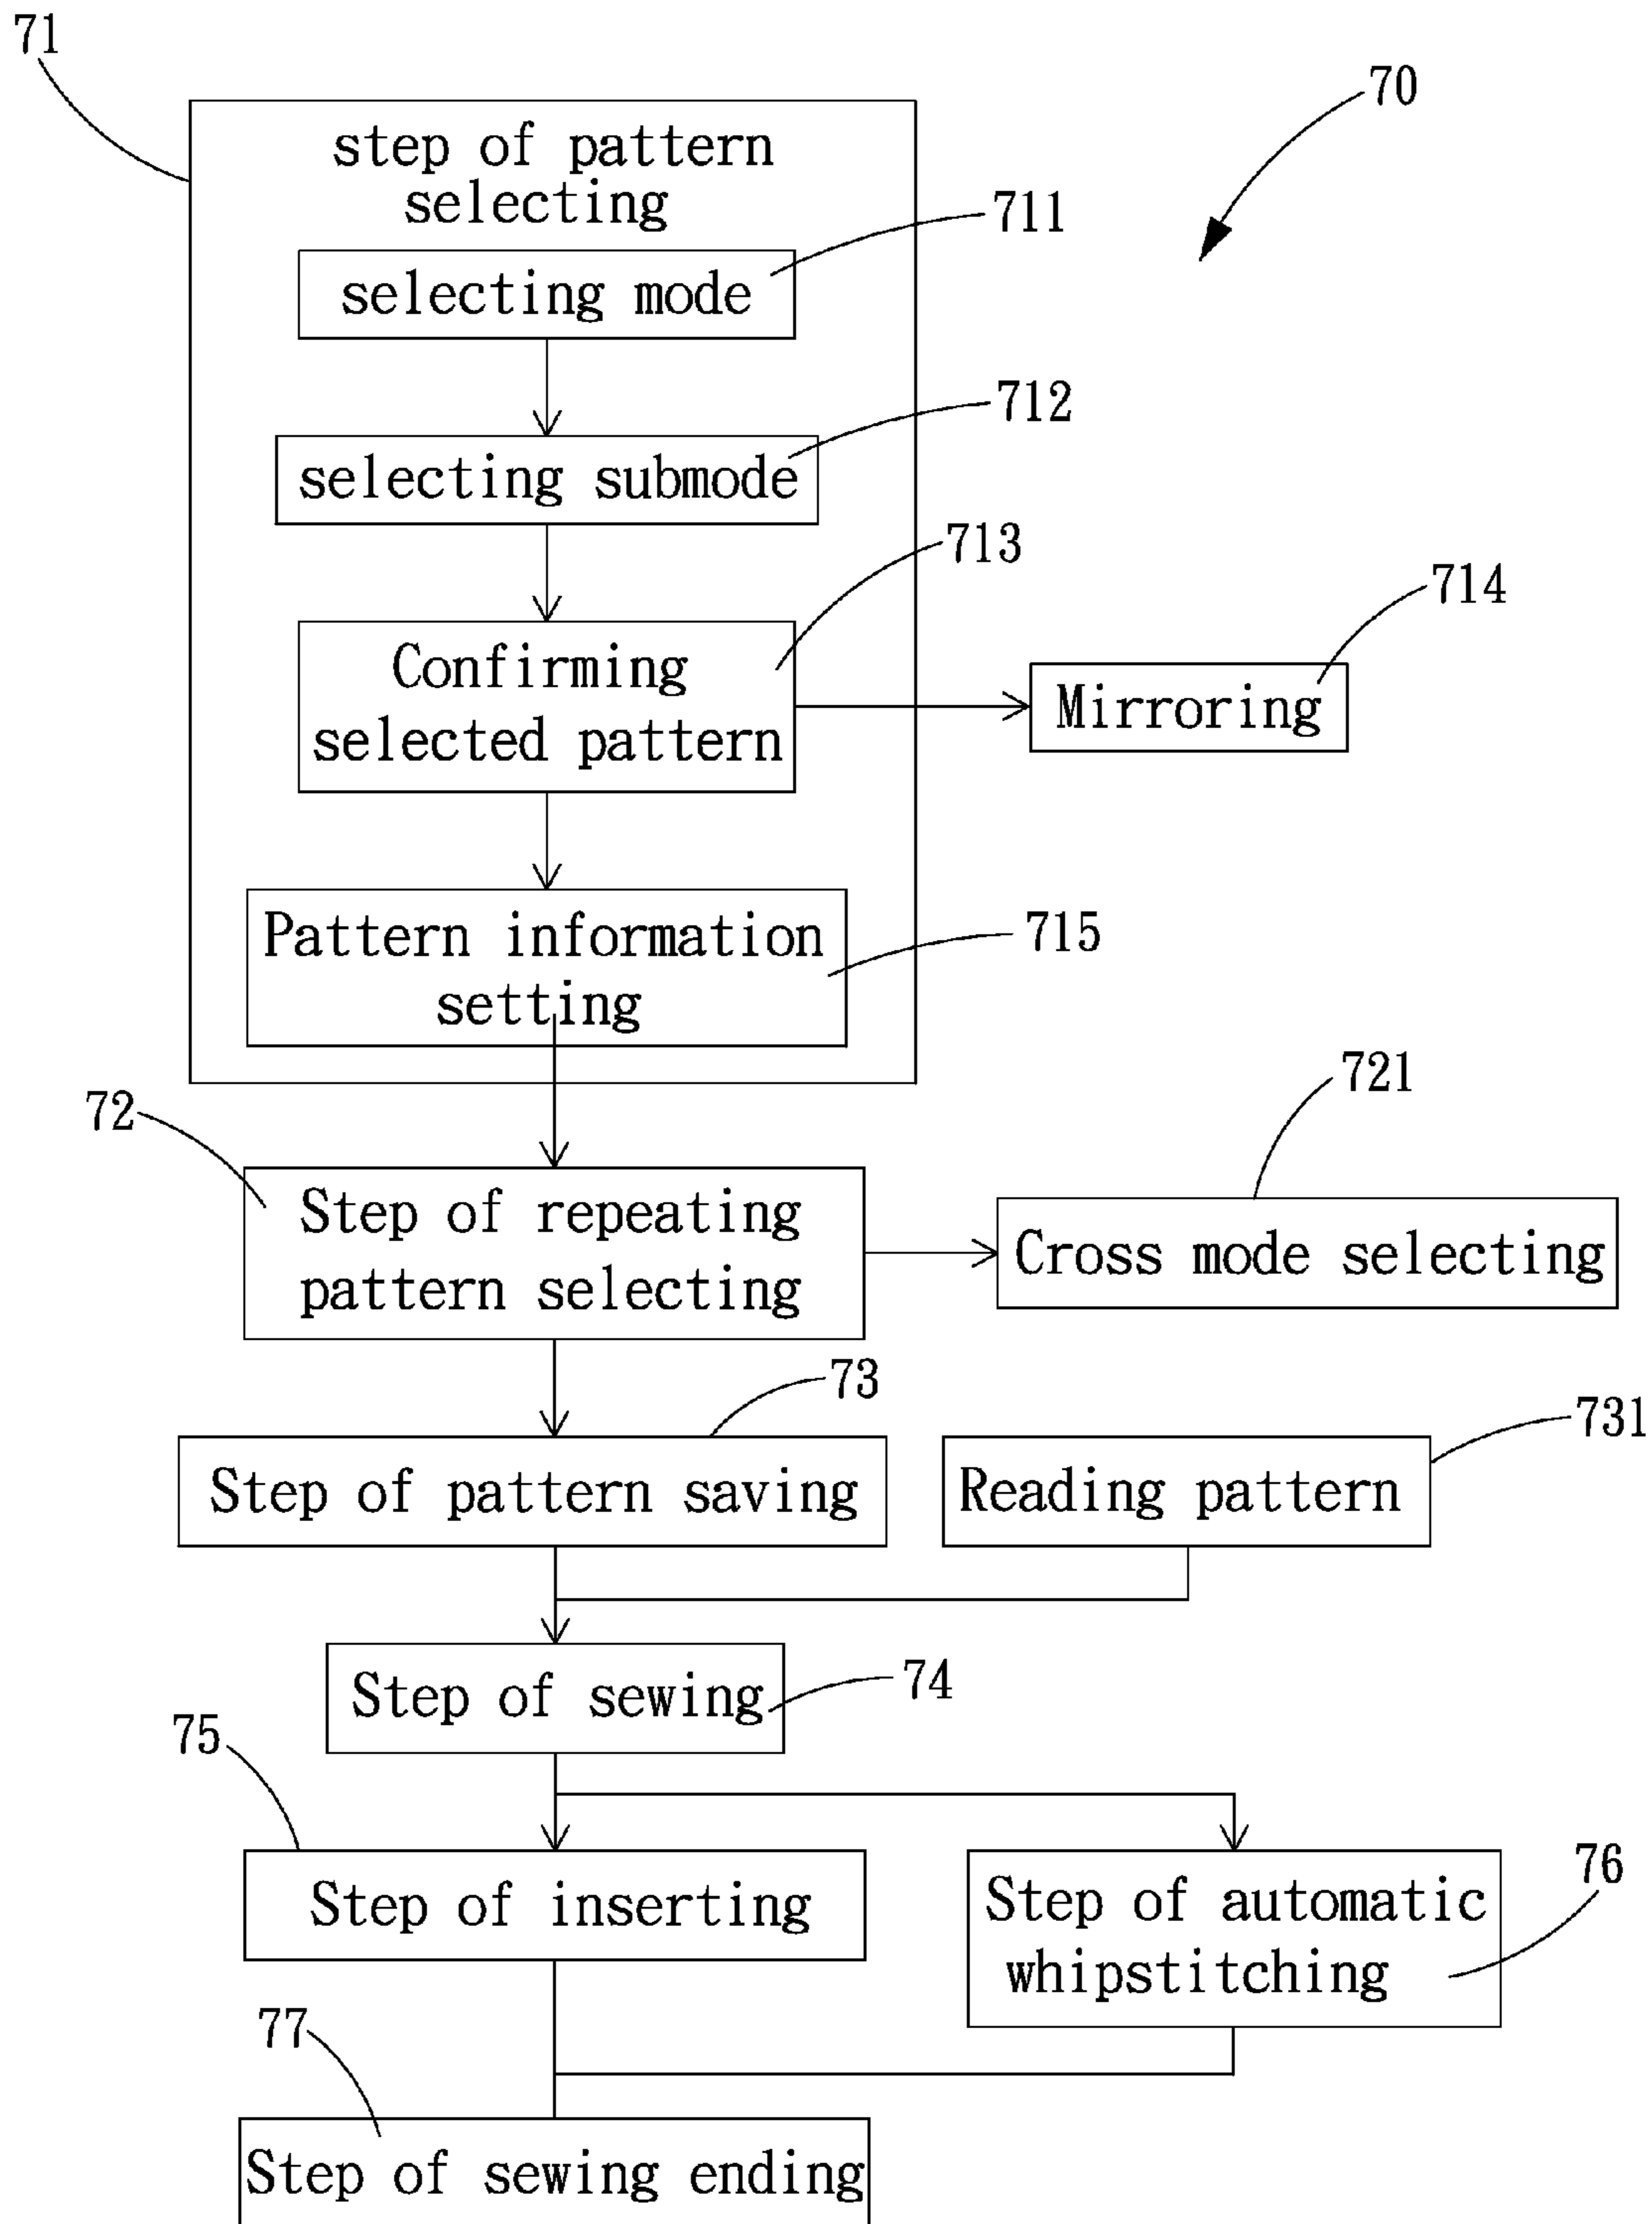 71
70
step of pattern
selecting
711
selecting mode
712
selecting submode
713
714
Confirming
selected pattern
Mirroring
715
Pattern information
setting
721
72
Step of repeating
pattern selecting
Cross mode selecting
73
731
Step of pattern saving
Reading pattern
74
Step of sewing
75
76
Step of inserting
Step of automatic
whipstitching
77
Step of sewing ending